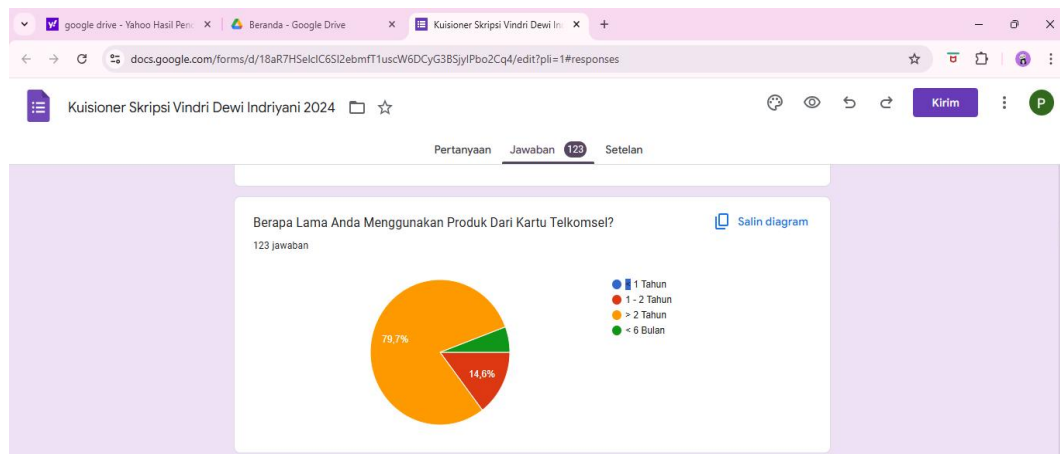 google drive - Yahoo Hasil Penc
Beranda - Google Drive
Kuisioner Skripsi Vindri Dewi In
docs.google.com/forms/d/18aR7HSelcIC6SI2ebmfT1uscW6DCyG3BSjyIPbo2Cq4/edit?pli=1#responses
Kuisioner Skripsi Vindri Dewi Indriyani 2024
Kirim
P
Pertanyaan Jawaban 123 Setelan
Berapa Lama Anda Menggunakan Produk Dari Kartu Telkomsel?
Salin diagram
123 jawaban
79,7%
14,6%
< 1 Tahun
1 - 2 Tahun
> 2 Tahun
< 6 Bulan